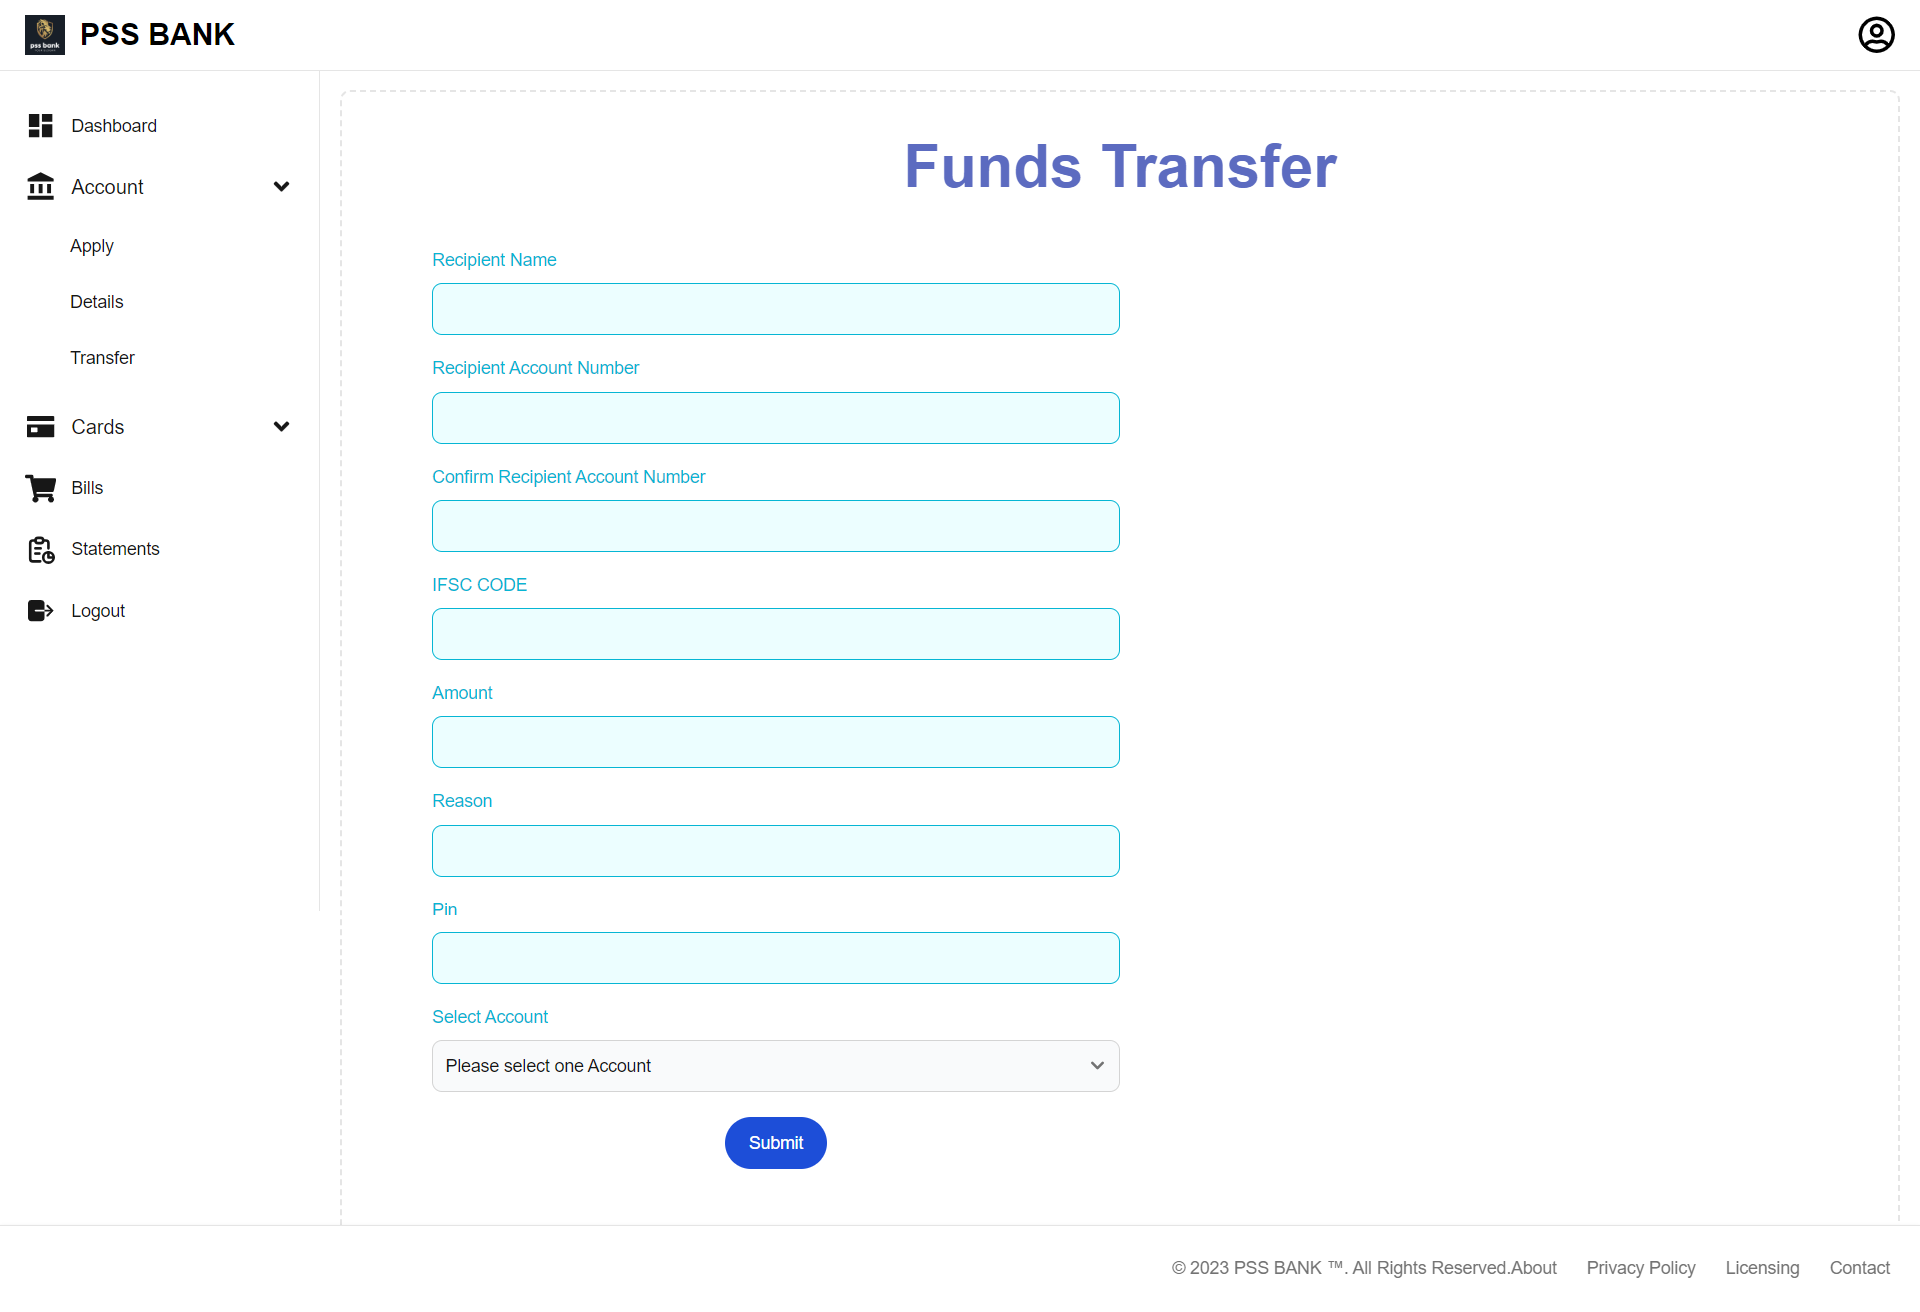 pss bank
PSS BANK
Dashboard
Account
Apply
Details
Transfer
Cards
Bills
Statements
Logout
Funds Transfer
Recipient Name
Recipient Account Number
Confirm Recipient Account Number
IFSC CODE
Amount
Reason
Pin
Select Account
Please select one Account
Submit
© 2023 PSS BANK ™. All Rights Reserved.About Privacy Policy Licensing Contact